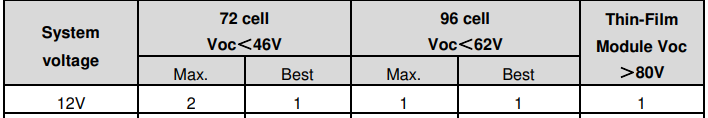 System voltage
72 cell
Voc＜46V
96 cell
Voc＜62V
Thin-Film
Module Voc
＞80V
Max.
Best
Max.
Best
12V
2
1
1
1
1